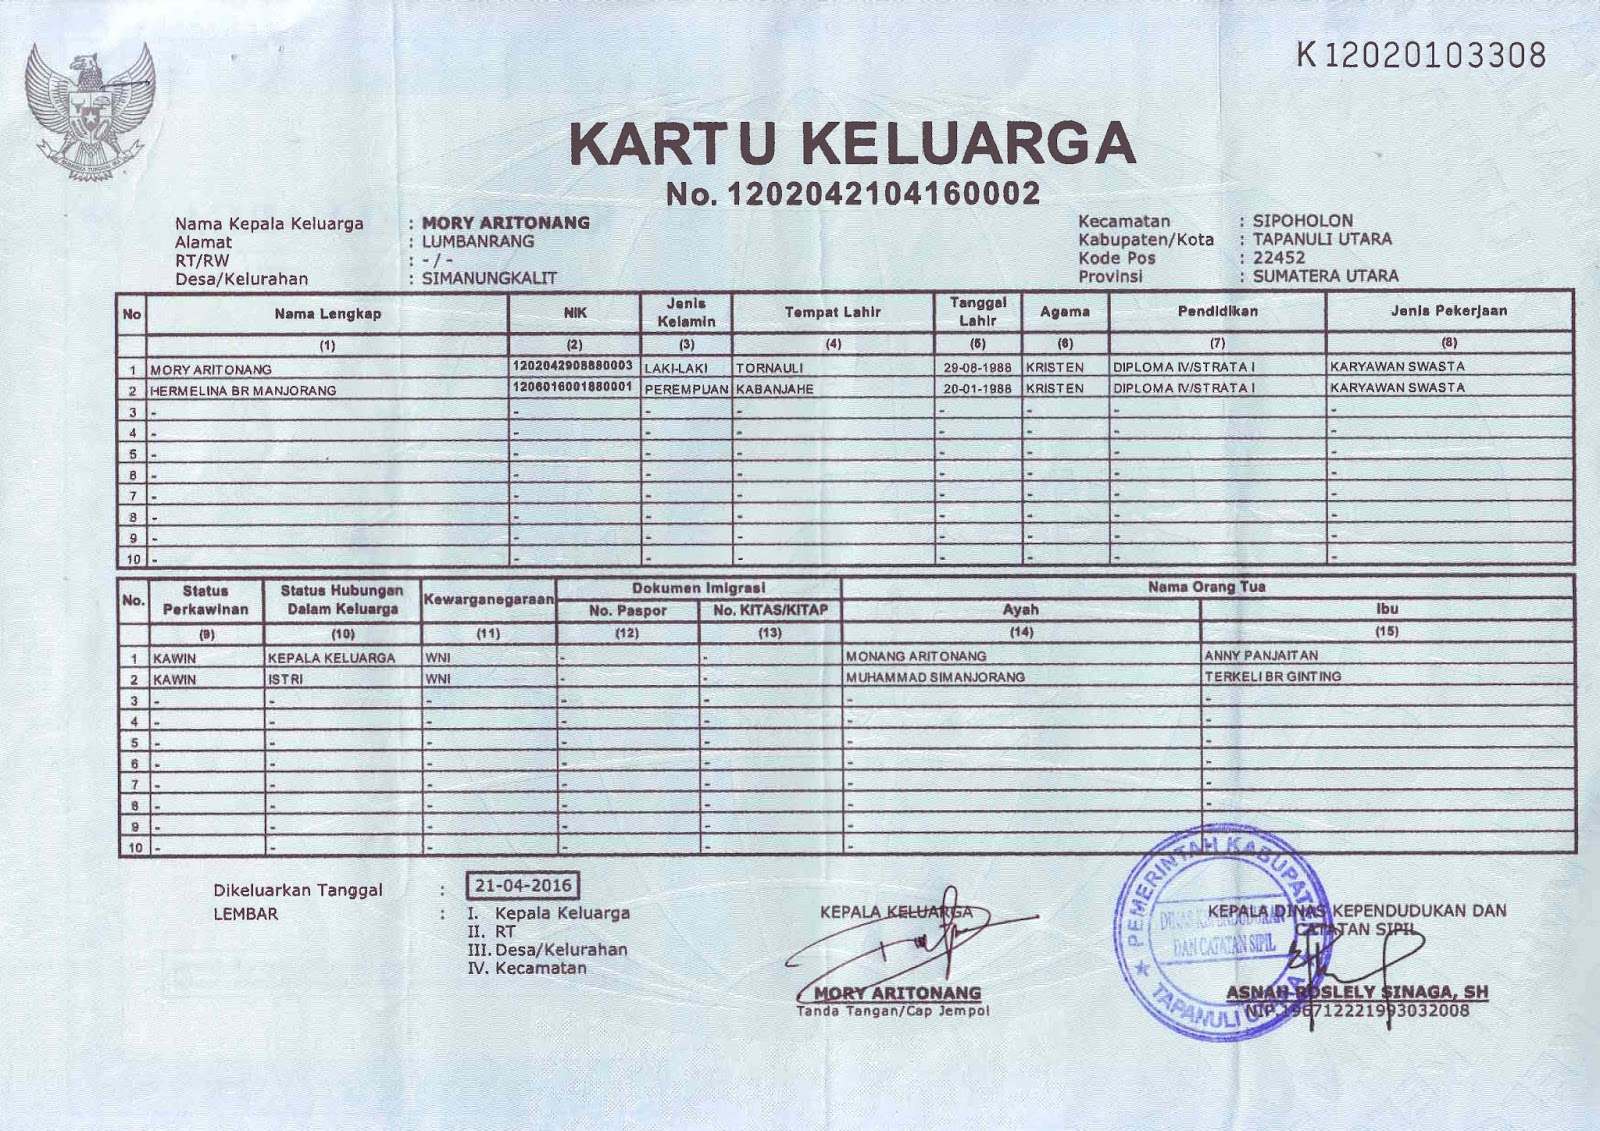 K 12020103308
KARTU KELUARGA
No. 1202042104160002
Nama Kepala Keluarga : MORY ARITONANG
Alamat : LUMBANRANG
RT/RW : - / -
Desa/Kelurahan : SIMANUNGKALIT
Kecamatan : SIPOHOLON
Kabupaten/Kota : TAPANULI UTARA
Kode Pos : 22452
Provinsi : SUMATERA UTARA
No Nama Lengkap NIK Jenis Kelamin Tempat Lahir Tanggal Lahir Agama Pendidikan Jenis Pekerjaan
(1) (2) (3) (4) (5) (6) (7) (8)
1 MORY ARITONANG 1202042908880003 LAKI-LAKI TORNAULI 29-08-1988 KRISTEN DIPLOMA IV/STRATA I KARYAWAN SWASTA
2 HERMELINA BR MANJORANG 1206016001880001 PEREMPUAN KABANJAHE 20-01-1988 KRISTEN DIPLOMA IV/STRATA I KARYAWAN SWASTA
3 - - - - - - - -
4 - - - - - - - -
5 - - - - - - - -
6 - - - - - - - -
7 - - - - - - - -
8 - - - - - - - -
9 - - - - - - - -
10 - - - - - - - -
No. Status Perkawinan Status Hubungan Dalam Keluarga Kewarganegaraan Dokumen Imigrasi Nama Orang Tua
No. Paspor No. KITAS/KITAP Ayah Ibu
(9) (10) (11) (12) (13) (14) (15)
1 KAWIN KEPALA KELUARGA WNI - - MONANG ARITONANG ANNY PANJAITAN
2 KAWIN ISTRI WNI - - MUHAMMAD SIMANJORANG TERKELI BR GINTING
3 - - - - - - -
4 - - - - - - -
5 - - - - - - -
6 - - - - - - -
7 - - - - - - -
8 - - - - - - -
9 - - - - - - -
10 - - - - - -
Dikeluarkan Tanggal : 21-04-2016
LEMBAR : I. Kepala Keluarga
II. RT
III. Desa/Kelurahan
IV. Kecamatan
KEPALA KELUARGA
MORY ARITONANG
Tanda Tangan/Cap Jempol
KEPALA DINAS KEPENDUDUKAN DAN
CATATAN SIPIL
ASNAH ROSLELY SINAGA, SH
NIP.196712221993032008
PEMERINTAH KABUPATEN
DINAS KEPENDUDUKAN
DAN CATATAN SIPIL
TAPANULI UTARA